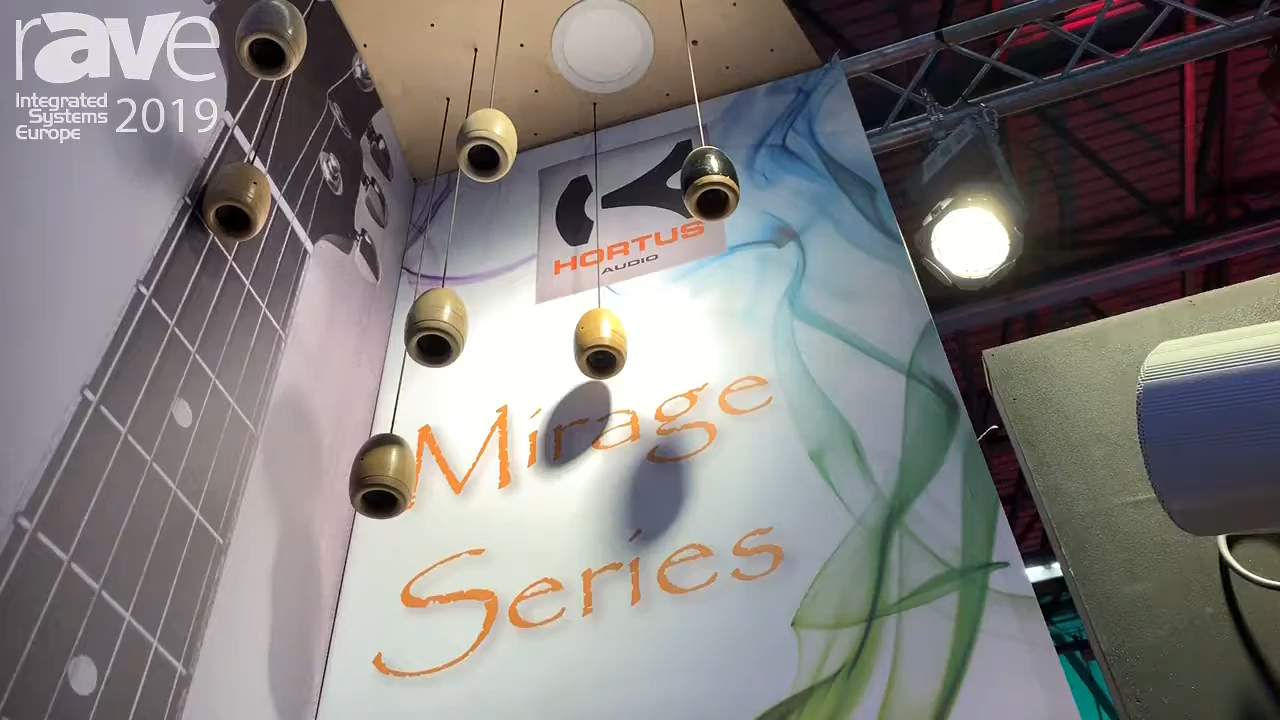 rAVe
Integrated
Systems
Europe 2019
HORTUS
AUDIO
Mirage
Series